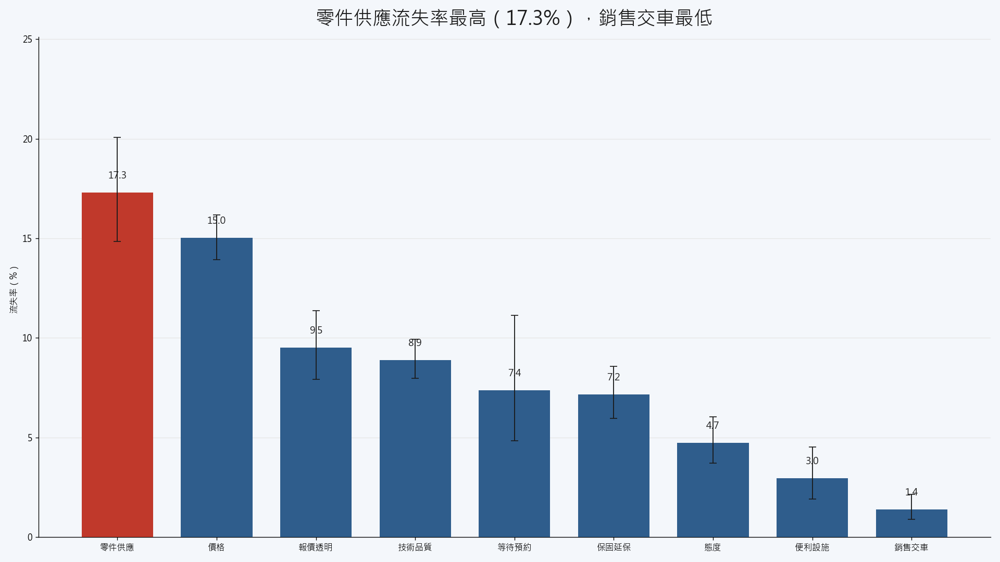 零件供應流失率最高（17.3%），銷售交車最低
流失率（%）
25
20
15
10
5
0
17.3
15.0
9.5
8.9
7.4
7.2
4.7
3.0
1.4
零件供應
價格
報價透明
技術品質
等待預約
保固延保
態度
便利設施
銷售交車